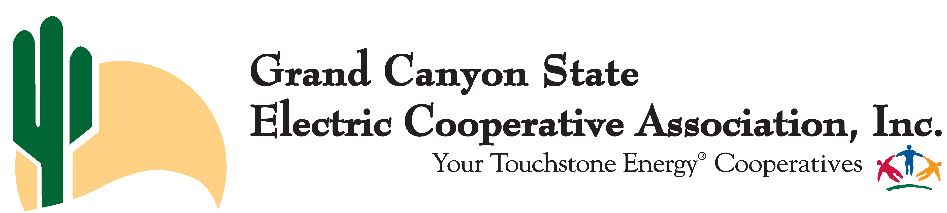 Grand Canyon State
Electric Cooperative Association, Inc.
Your Touchstone Energy® Cooperatives